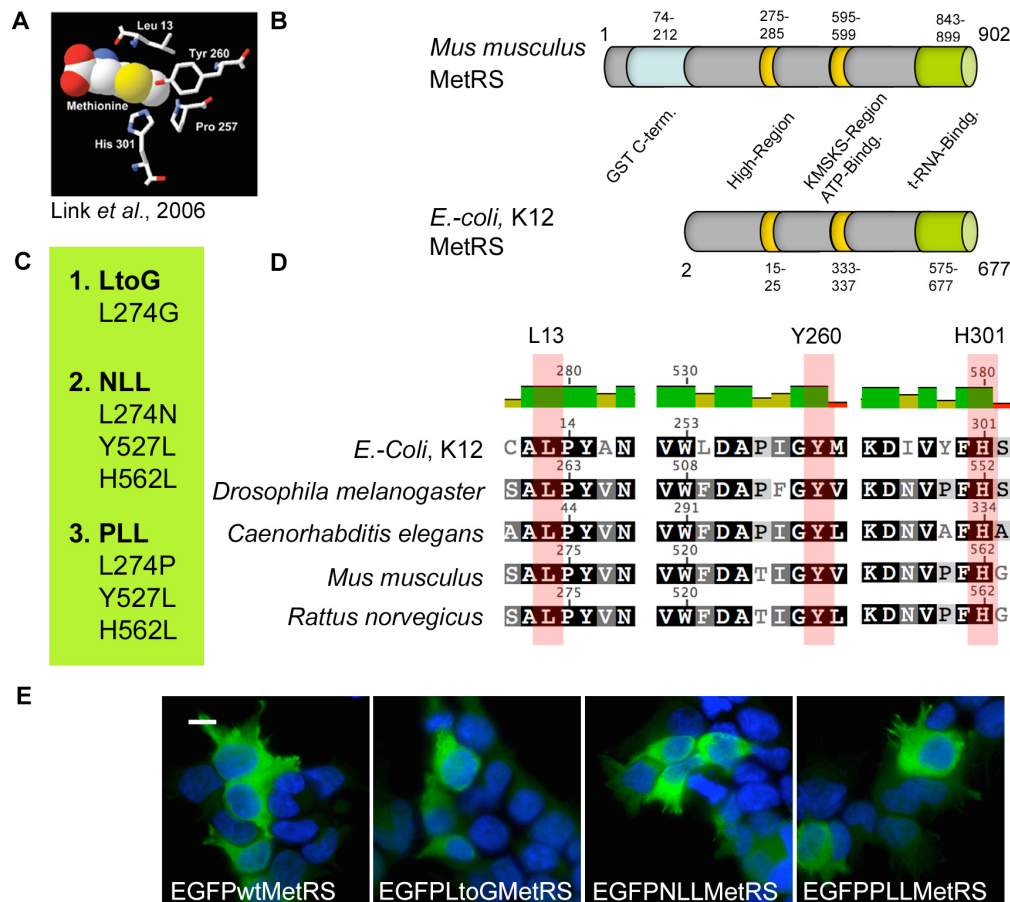 A
Leu 13
Tyr 260
Methionine
Pro 257
His 301
Link et al., 2006
B
Mus musculus
MetRS
1
74-
212
275-
285
595-
599
843-
899
902
GST C-term.
High-Region
KMSKS-Region
ATP-Bindg.
t-RNA-Bindg.
E.-coli, K12
MetRS
2
15-
25
333-
337
575-
677
677
C
1. LtoG
L274G
2. NLL
L274N
Y527L
H562L
3. PLL
L274P
Y527L
H562L
D
L13 Y260 H301
280 530 580
14 253 301
E.-Coli, K12 CALPYAN VWLDAPIGYM KDIVYFHS
263 508 552
Drosophila melanogaster SALPYVN VWFDAPFGYV KDNVPFHS
44 291 334
Caenorhabditis elegans AALPYVN VWFDAPIGYL KDNVAFHA
275 520 562
Mus musculus SALPYVN VWFDATIGYV KDNVPFHG
275 520 562
Rattus norvegicus SALPYVN VWFDATIGYL KDNVPFHG
E
EGFPwtMetRS
EGFPLtoGMetRS
EGFPNLLMetRS
EGFPPLLMetRS